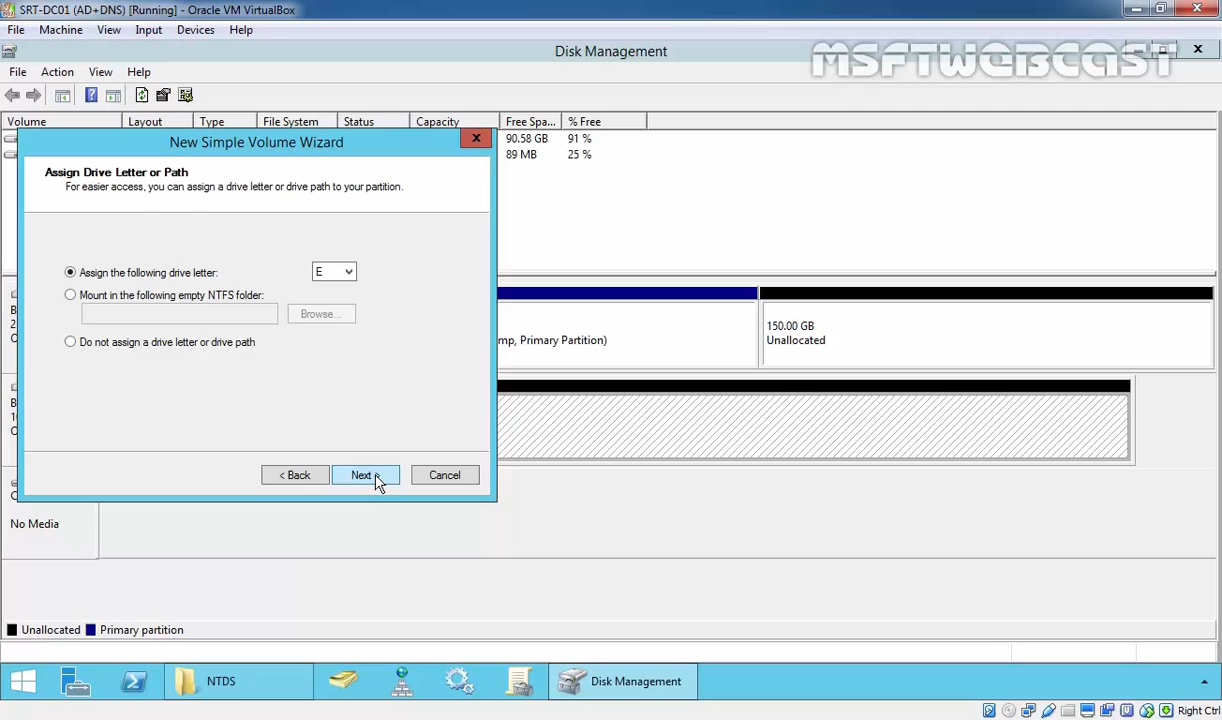 SRT-DC01 (AD+DNS) [Running] - Oracle VM VirtualBox
File Machine View Input Devices Help
Disk Management
MSFTWEBCAST
File Action View Help
Volume Layout Type File System Status Capacity Free Spa... % Free
90.58 GB 91 %
89 MB 25 %
New Simple Volume Wizard
Assign Drive Letter or Path
For easier access, you can assign a drive letter or drive path to your partition.
Assign the following drive letter: E
Mount in the following empty NTFS folder:
Browse...
Do not assign a drive letter or drive path
< Back Next > Cancel
mp, Primary Partition)
150.00 GB
Unallocated
No Media
Unallocated Primary partition
NTDS Disk Management
Right Ctrl